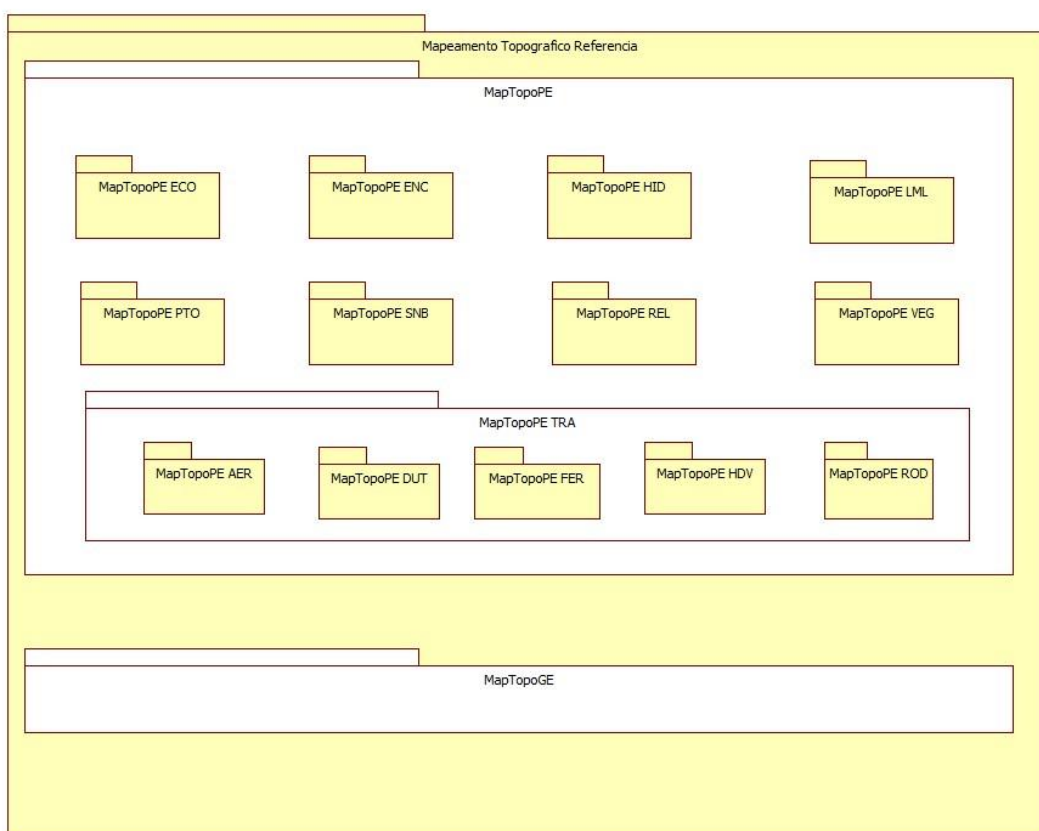 Mapeamento Topografico Referencia
MapTopoPE
MapTopoPE ECO
MapTopoPE ENC
MapTopoPE HID
MapTopoPE LML
MapTopoPE PTO
MapTopoPE SNB
MapTopoPE REL
MapTopoPE VEG
MapTopoPE TRA
MapTopoPE AER
MapTopoPE DUT
MapTopoPE FER
MapTopoPE HDV
MapTopoPE ROD
MapTopoGE